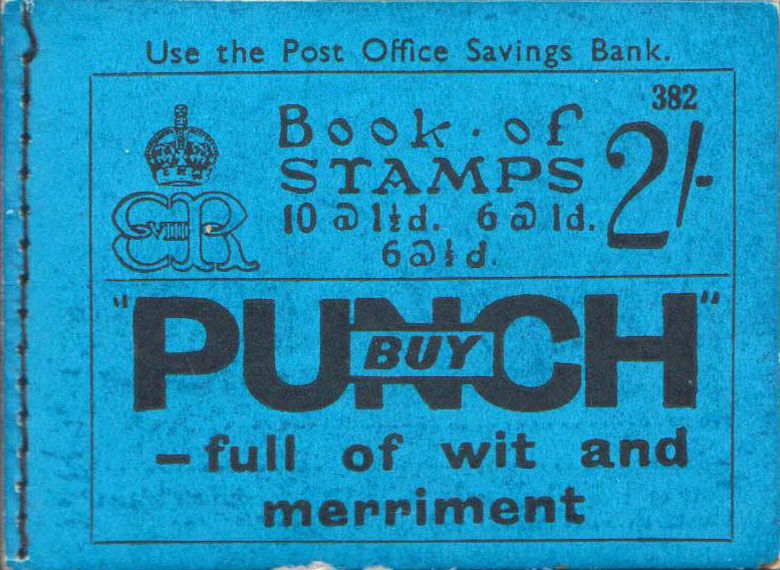 Use the Post Office Savings Bank.
382
Book·of
STAMPS
2/-
10 @ 1½d. 6 @ 1d.
6 @ ½d.
EVIIIR
"PUNCH"
BUY
-full of wit and
merriment